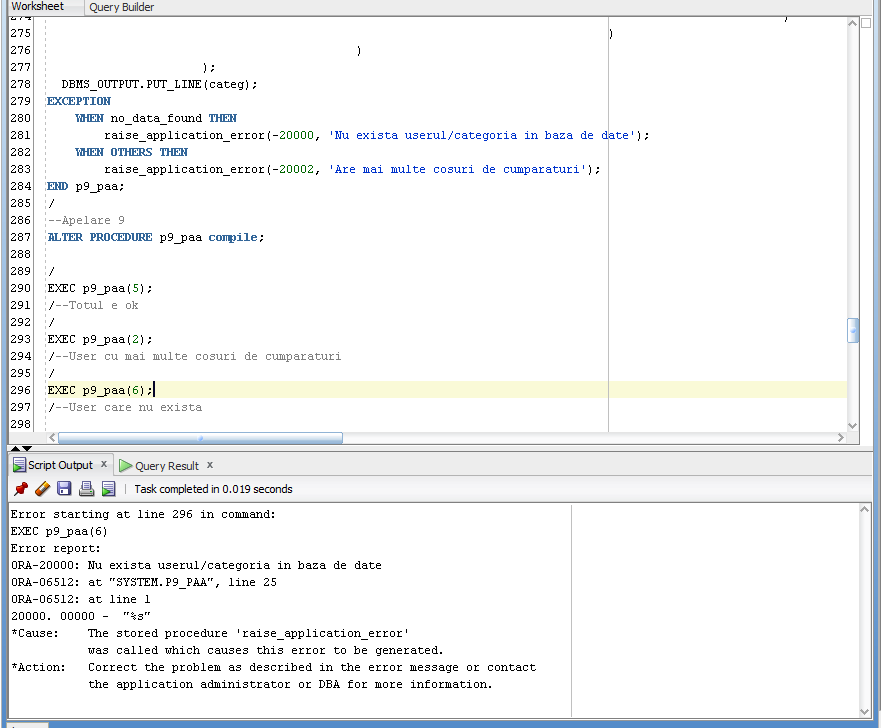 Worksheet Query Builder
274 )
275 )
276 )
277 );
278 DBMS_OUTPUT.PUT_LINE(categ);
279 EXCEPTION
280 WHEN no_data_found THEN
281 raise_application_error(-20000, 'Nu exista userul/categoria in baza de date');
282 WHEN OTHERS THEN
283 raise_application_error(-20002, 'Are mai multe cosuri de cumparaturi');
284 END p9_paa;
285 /
286 --Apelare 9
287 ALTER PROCEDURE p9_paa compile;
288
289 /
290 EXEC p9_paa(5);
291 /--Totul e ok
292 /
293 EXEC p9_paa(2);
294 /--User cu mai multe cosuri de cumparaturi
295 /
296 EXEC p9_paa(6);
297 /--User care nu exista
298
Script Output x Query Result x
Task completed in 0.019 seconds
Error starting at line 296 in command:
EXEC p9_paa(6)
Error report:
ORA-20000: Nu exista userul/categoria in baza de date
ORA-06512: at "SYSTEM.P9_PAA", line 25
ORA-06512: at line 1
20000. 00000 - "%s"
*Cause: The stored procedure 'raise_application_error'
was called which causes this error to be generated.
*Action: Correct the problem as described in the error message or contact
the application administrator or DBA for more information.